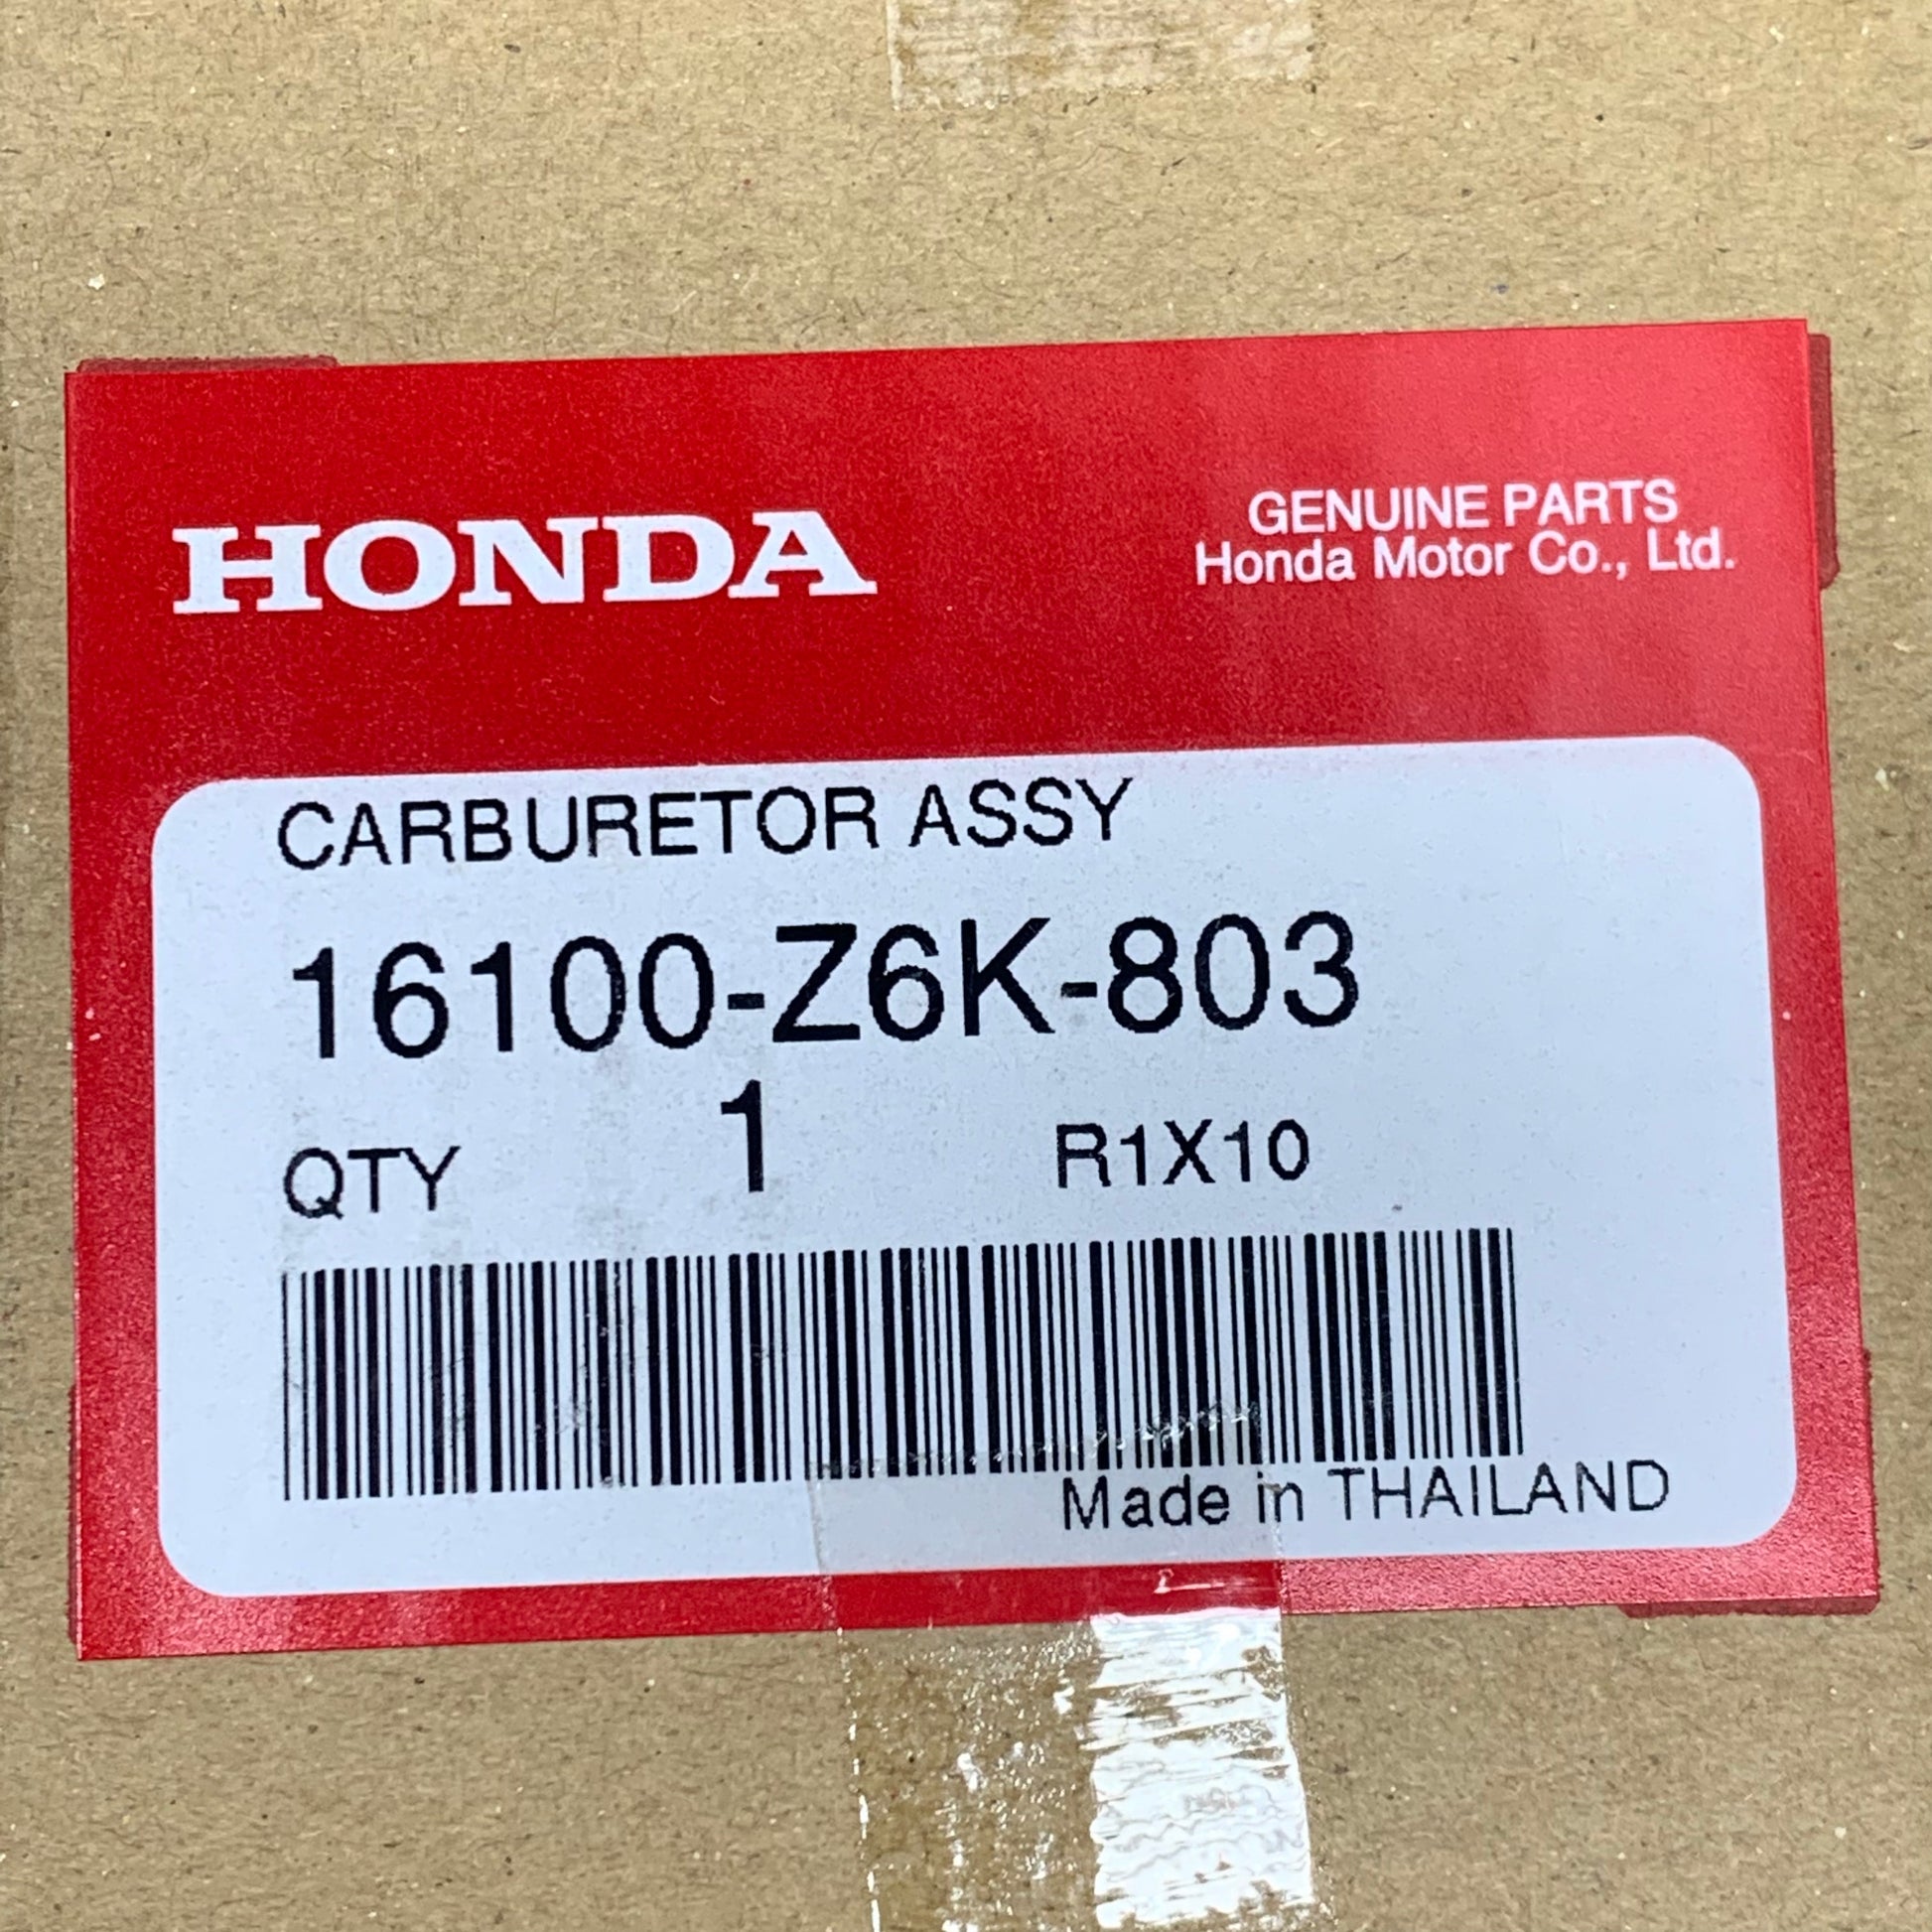 HONDA
GENUINE PARTS
Honda Motor Co., Ltd.
CARBURETOR ASSY
16100-Z6K-803
QTY 1 R1X10
Made in THAILAND